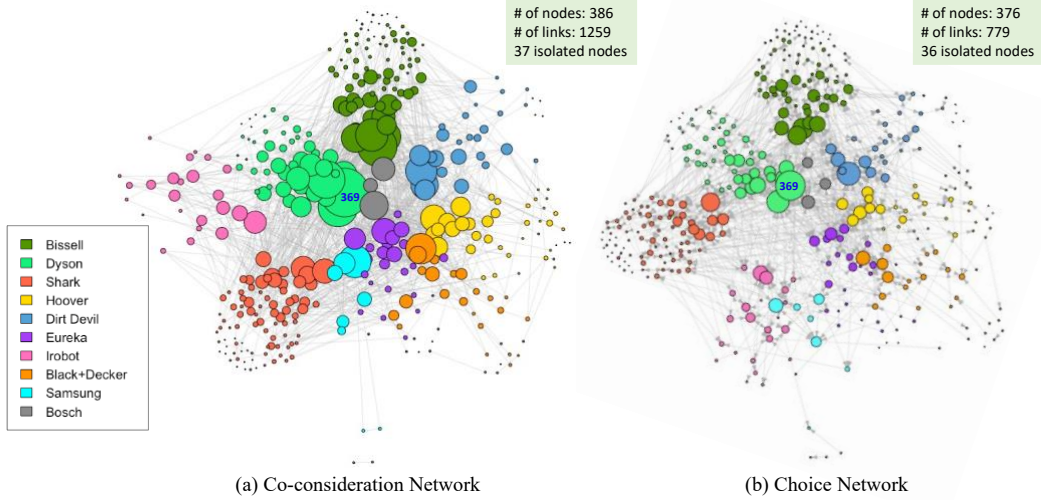 # of nodes: 386
# of links: 1259
37 isolated nodes
# of nodes: 376
# of links: 779
36 isolated nodes
369
369
Bissell
Dyson
Shark
Hoover
Dirt Devil
Eureka
Irobot
Black+Decker
Samsung
Bosch
(a) Co-consideration Network
(b) Choice Network